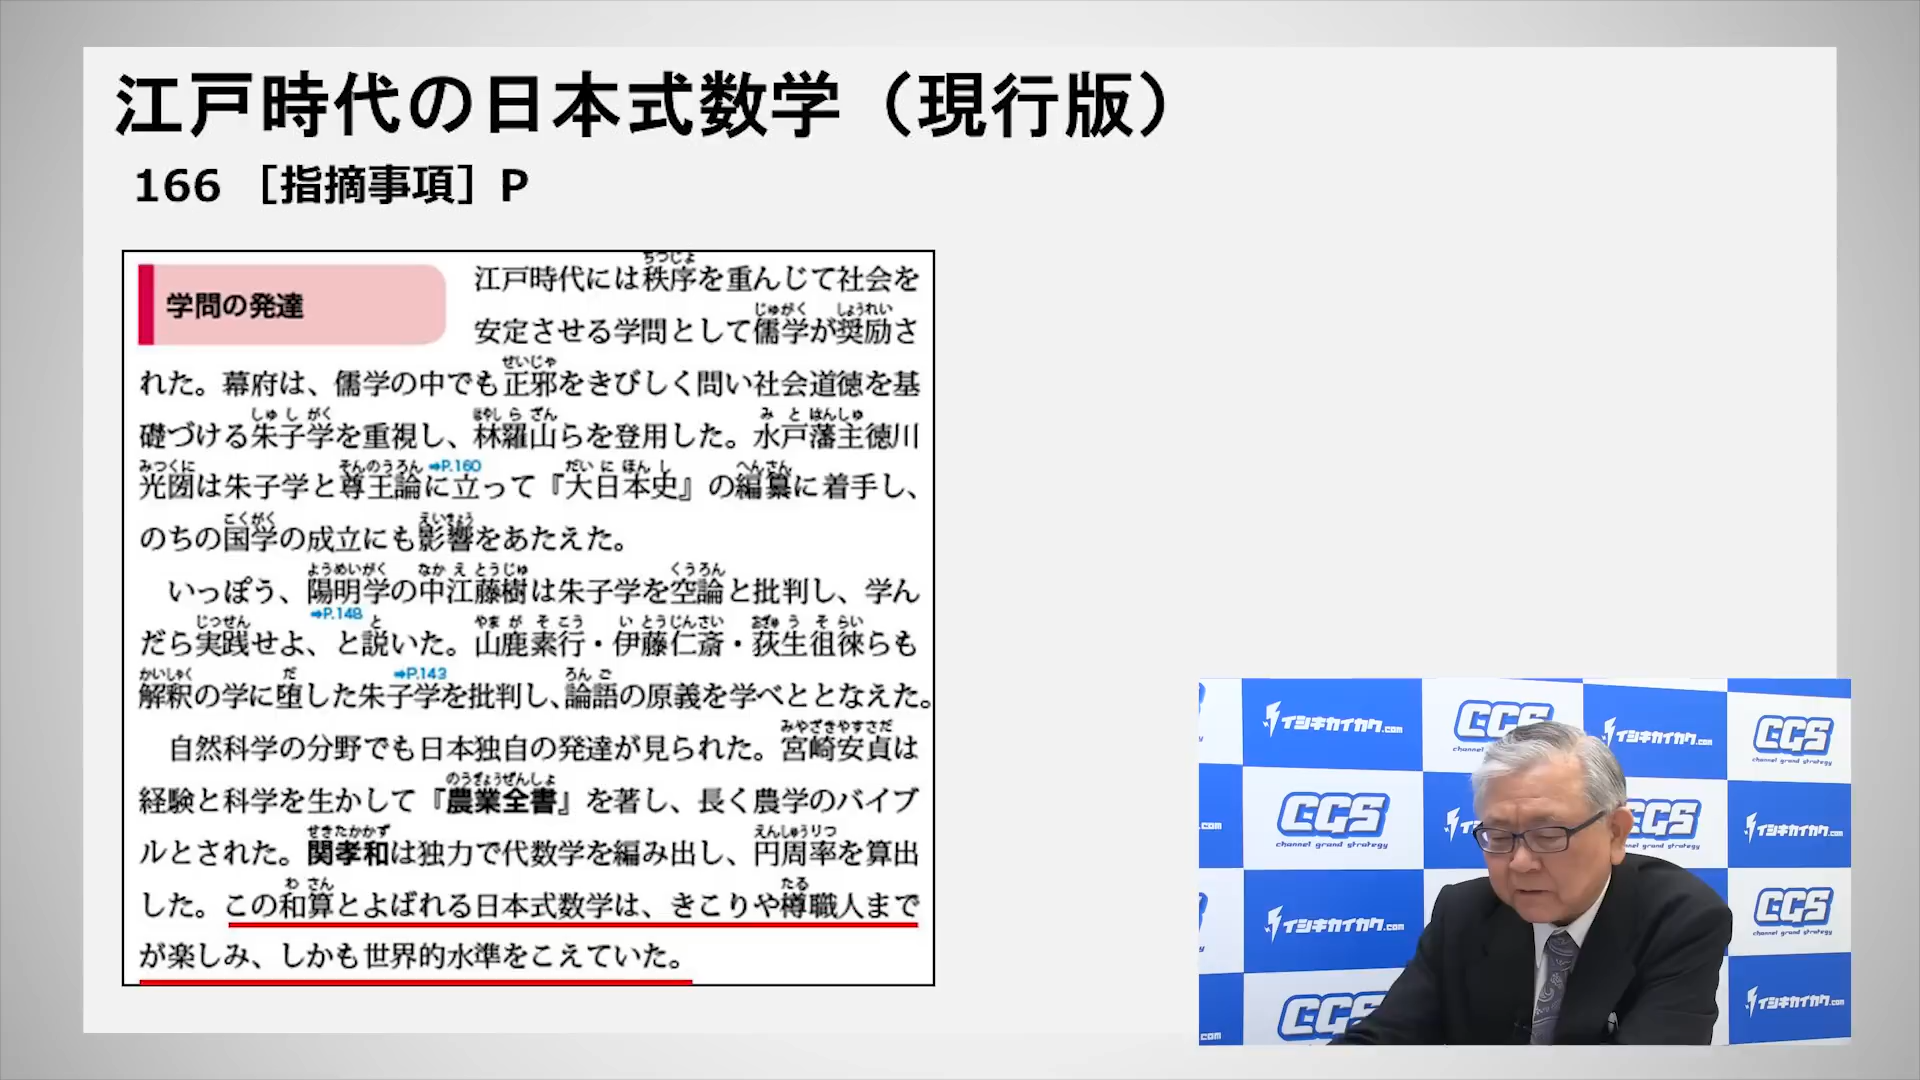 江戸時代の日本式数学（現行版）
166 ［指摘事項］P
学問の発達
江戸時代には秩序を重んじて社会を
安定させる学問として儒学が奨励さ
れた。幕府は、儒学の中でも正邪をきびしく問い社会道徳を基
礎づける朱子学を重視し、林羅山らを登用した。水戸藩主徳川
光圀は朱子学と尊王論に立って『大日本史』の編纂に着手し、
のちの国学の成立にも影響をあたえた。
いっぽう、陽明学の中江藤樹は朱子学を空論と批判し、学ん
だら実践せよ、と説いた。山鹿素行・伊藤仁斎・荻生徂徠らも
解釈の学に堕した朱子学を批判し、論語の原義を学べととなえた。
自然科学の分野でも日本独自の発達が見られた。宮崎安貞は
経験と科学を生かして『農業全書』を著し、長く農学のバイブ
ルとされた。関孝和は独力で代数学を編み出し、円周率を算出
した。この和算とよばれる日本式数学は、きこりや樽職人まで
が楽しみ、しかも世界的水準をこえていた。
➡P.160
➡P.148
➡P.143
イシキカイカク.com
CGS
channel grand strategy